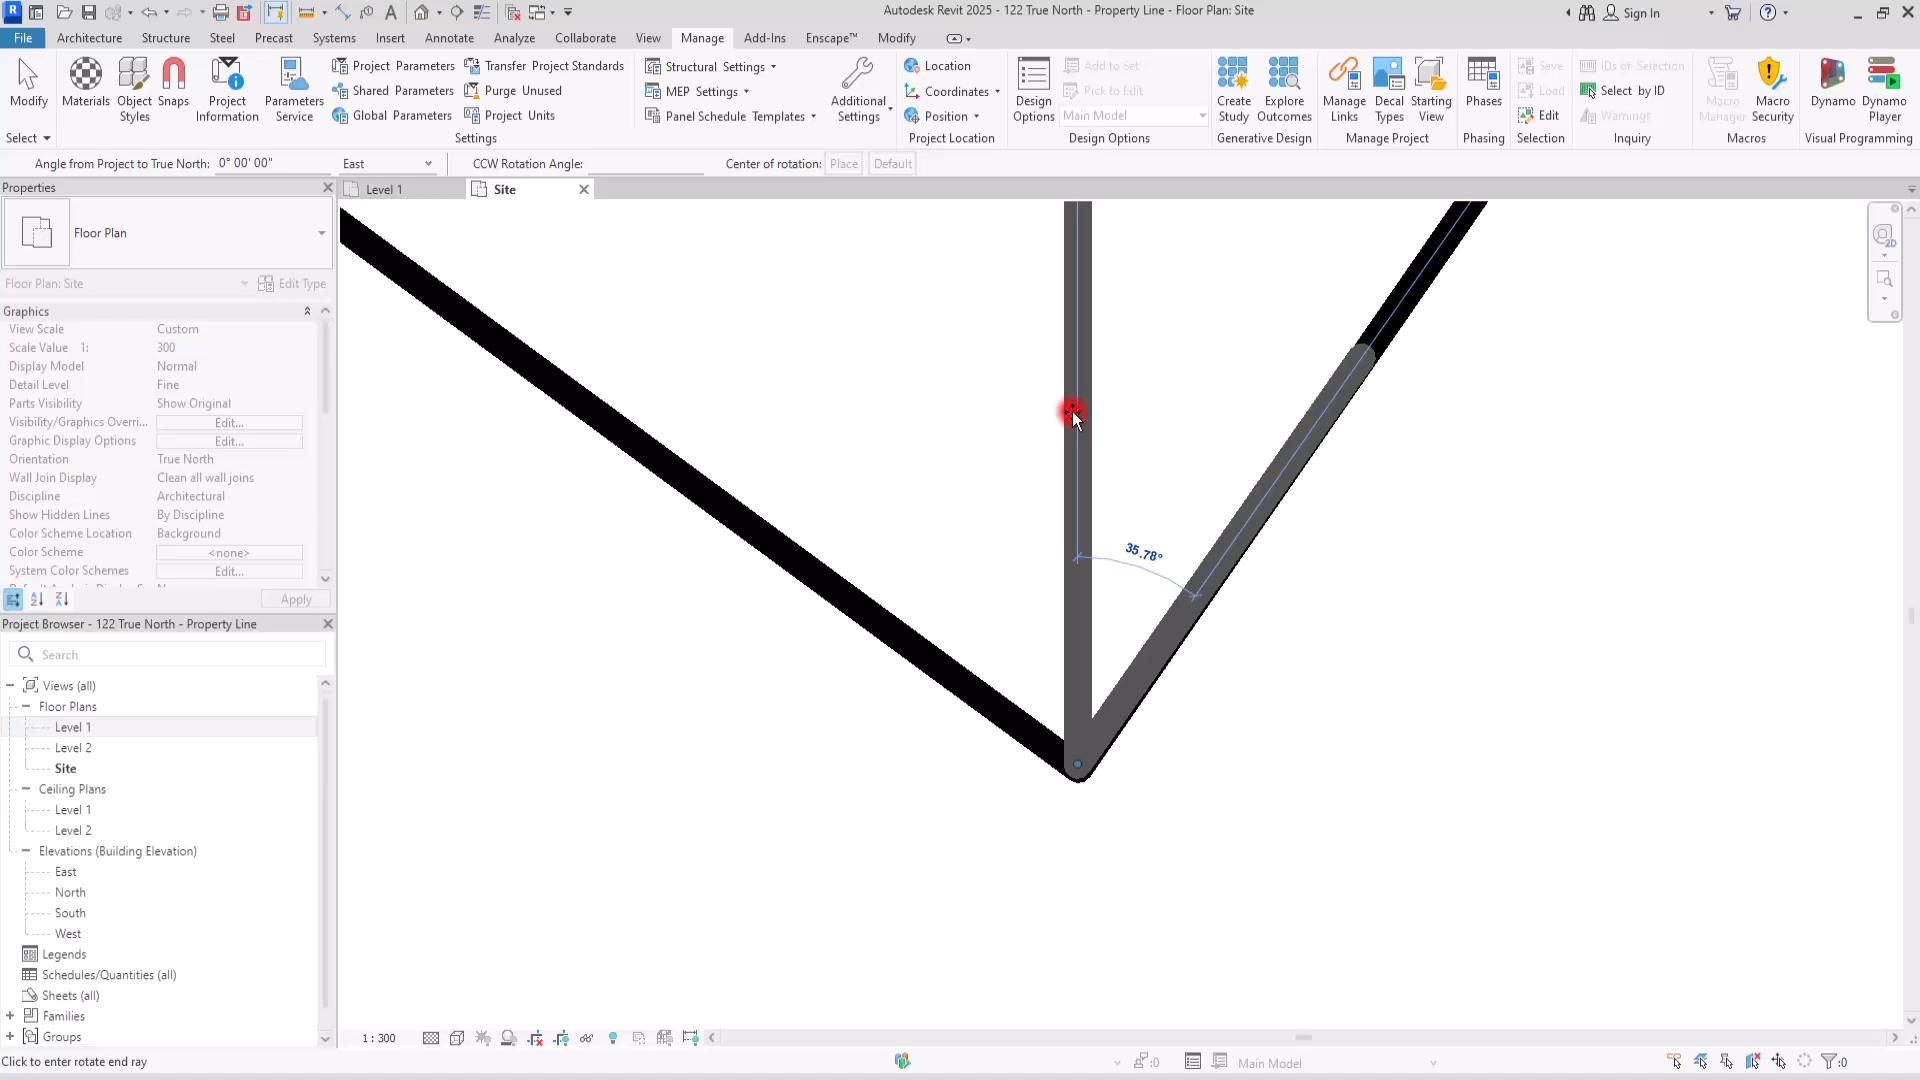 Autodesk Revit 2025 - 122 True North - Property Line - Floor Plan: Site
Sign In
File Architecture Structure Steel Precast Systems Insert Annotate Analyze Collaborate View Manage Add-Ins Enscape™ Modify
Modify
Materials
Object Styles
Snaps
Project Information
Parameters Service
Project Parameters
Shared Parameters
Global Parameters
Transfer Project Standards
Purge Unused
Project Units
Structural Settings
MEP Settings
Panel Schedule Templates
Additional Settings
Location
Coordinates
Position
Design Options
Add to Set
Pick to Edit
Main Model
Create Study
Explore Outcomes
Manage Links
Decal Types
Starting View
Phases
Save
Load
Edit
IDs of Selection
Select by ID
Warnings
Macro Manager
Macro Security
Dynamo
Dynamo Player
Select Settings Project Location Design Options Generative Design Manage Project Phasing Selection Inquiry Macros Visual Programming
Angle from Project to True North: 0° 00' 00" East CCW Rotation Angle: Center of rotation: Place Default
Properties
Level 1
Site
Floor Plan
Floor Plan: Site Edit Type
Graphics
View Scale Custom
Scale Value 1: 300
Display Model Normal
Detail Level Fine
Parts Visibility Show Original
Visibility/Graphics Overri... Edit...
Graphic Display Options Edit...
Orientation True North
Wall Join Display Clean all wall joins
Discipline Architectural
Show Hidden Lines By Discipline
Color Scheme Location Background
Color Scheme <none>
System Color Schemes Edit...
Apply
Project Browser - 122 True North - Property Line
Search
Views (all)
Floor Plans
Level 1
Level 2
Site
Ceiling Plans
Level 1
Level 2
Elevations (Building Elevation)
East
North
South
West
Legends
Schedules/Quantities (all)
Sheets (all)
Families
Groups
35.78°
2D
1 : 300
Click to enter rotate end ray
:0
Main Model
:0